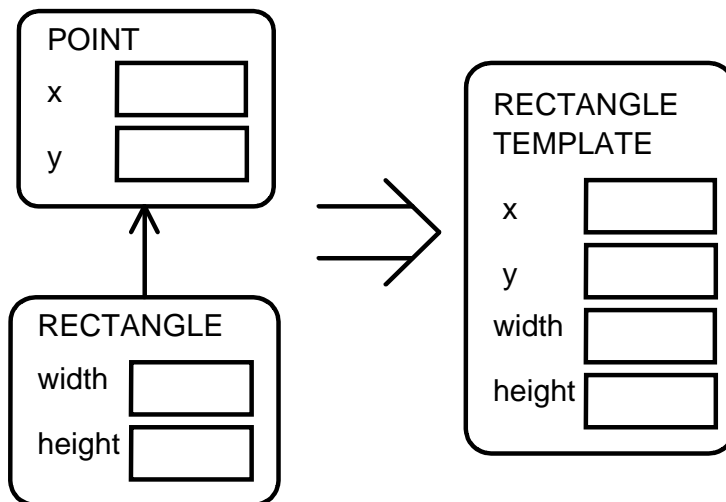 POINT
x
y
RECTANGLE
width
height
RECTANGLE
TEMPLATE
x
y
width
height